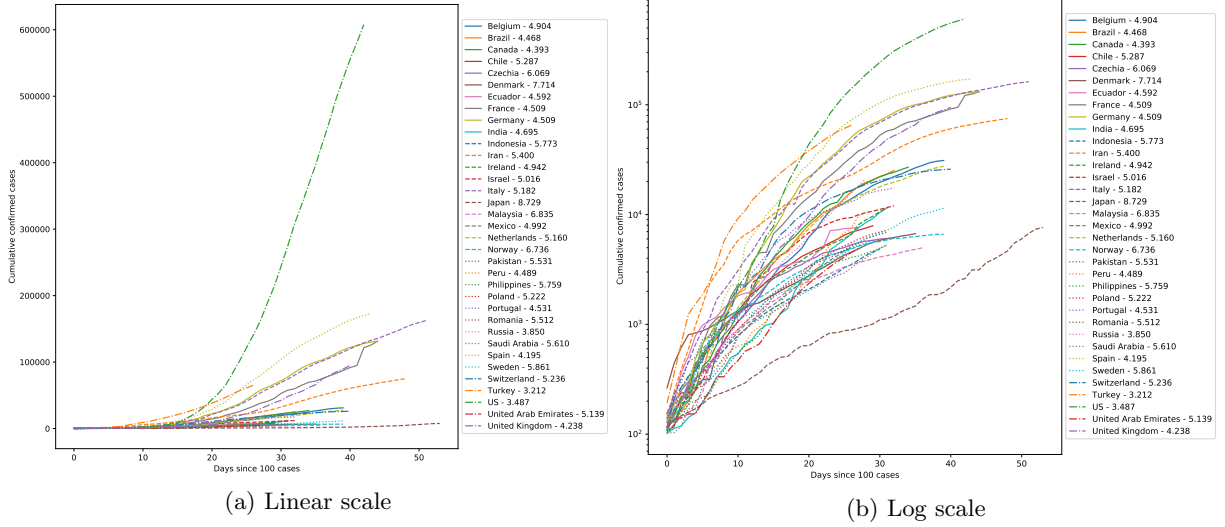 600000
500000
400000
300000
200000
100000
0
Cumulative confirmed cases
0
10
20
30
40
50
Days since 100 cases
Belgium - 4.904
Brazil - 4.468
Canada - 4.393
Chile - 5.287
Czechia - 6.069
Denmark - 7.714
Ecuador - 4.592
France - 4.509
Germany - 4.509
India - 4.695
Indonesia - 5.773
Iran - 5.400
Ireland - 4.942
Israel - 5.016
Italy - 5.182
Japan - 8.729
Malaysia - 6.835
Mexico - 4.992
Netherlands - 5.160
Norway - 6.736
Pakistan - 5.531
Peru - 4.489
Philippines - 5.759
Poland - 5.222
Portugal - 4.531
Romania - 5.512
Russia - 3.850
Saudi Arabia - 5.610
Spain - 4.195
Sweden - 5.861
Switzerland - 5.236
Turkey - 3.212
US - 3.487
United Arab Emirates - 5.139
United Kingdom - 4.238
(a) Linear scale
10⁵
10⁴
10³
10²
Cumulative confirmed cases
0
10
20
30
40
50
Days since 100 cases
Belgium - 4.904
Brazil - 4.468
Canada - 4.393
Chile - 5.287
Czechia - 6.069
Denmark - 7.714
Ecuador - 4.592
France - 4.509
Germany - 4.509
India - 4.695
Indonesia - 5.773
Iran - 5.400
Ireland - 4.942
Israel - 5.016
Italy - 5.182
Japan - 8.729
Malaysia - 6.835
Mexico - 4.992
Netherlands - 5.160
Norway - 6.736
Pakistan - 5.531
Peru - 4.489
Philippines - 5.759
Poland - 5.222
Portugal - 4.531
Romania - 5.512
Russia - 3.850
Saudi Arabia - 5.610
Spain - 4.195
Sweden - 5.861
Switzerland - 5.236
Turkey - 3.212
US - 3.487
United Arab Emirates - 5.139
United Kingdom - 4.238
(b) Log scale